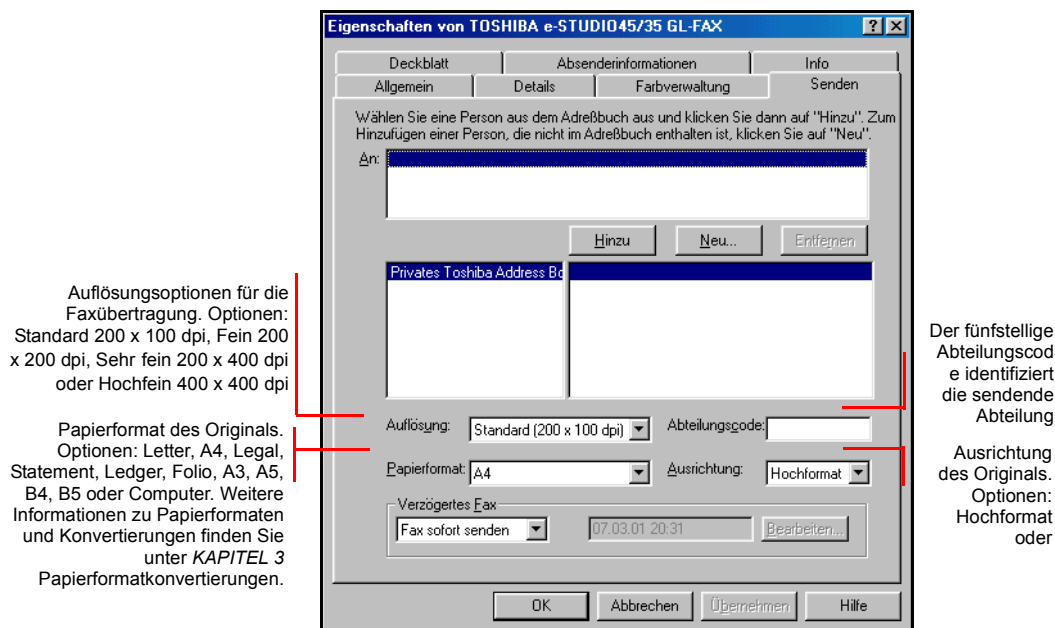 Eigenschaften von TOSHIBA e-STUDIO45/35 GL-FAX
Deckblatt
Absenderinformationen
Info
Allgemein
Details
Farbverwaltung
Senden
Wählen Sie eine Person aus dem Adreßbuch aus und klicken Sie dann auf "Hinzu". Zum
Hinzufügen einer Person, die nicht im Adreßbuch enthalten ist, klicken Sie auf "Neu".
An:
Hinzu
Neu...
Entfernen
Privates Toshiba Address Bo
Auflösungsoptionen für die
Faxübertragung. Optionen:
Standard 200 x 100 dpi, Fein 200
x 200 dpi, Sehr fein 200 x 400 dpi
oder Hochfein 400 x 400 dpi
Der fünfstellige
Abteilungscod
e identifiziert
die sendende
Abteilung
Auflösung:
Standard (200 x 100 dpi)
Abteilungscode:
Papierformat des Originals.
Optionen: Letter, A4, Legal,
Statement, Ledger, Folio, A3, A5,
B4, B5 oder Computer. Weitere
Informationen zu Papierformaten
und Konvertierungen finden Sie
unter KAPITEL 3
Papierformatkonvertierungen.
Papierformat:
A4
Ausrichtung:
Hochformat
Ausrichtung
des Originals.
Optionen:
Hochformat
oder
Verzögertes Fax
Fax sofort senden
07.03.01 20:31
Bearbeiten...
OK
Abbrechen
Übernehmen
Hilfe